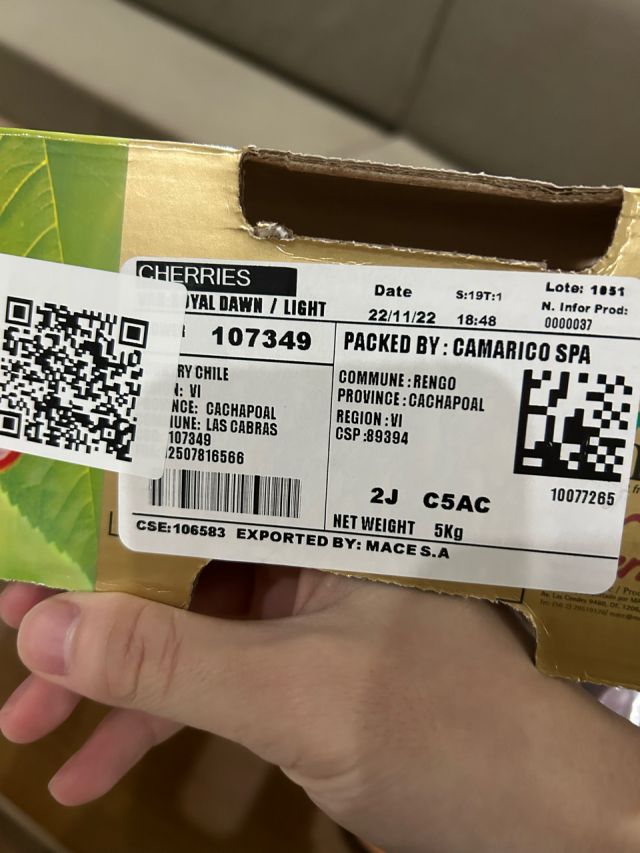 CHERRIES
ROYAL DAWN / LIGHT
107349
RY CHILE
N: VI
NCE: CACHAPOAL
UNE: LAS CABRAS
107349
2507816566
CSE:106583 EXPORTED BY: MACE S.A
Date S:19T:1 Lote: 1051
22/11/22 18:48 N. Infor Prod:
0000037
PACKED BY : CAMARICO SPA
COMMUNE :RENGO
PROVINCE :CACHAPOAL
REGION :VI
CSP :89394
10077265
2J C5AC
NET WEIGHT 5Kg